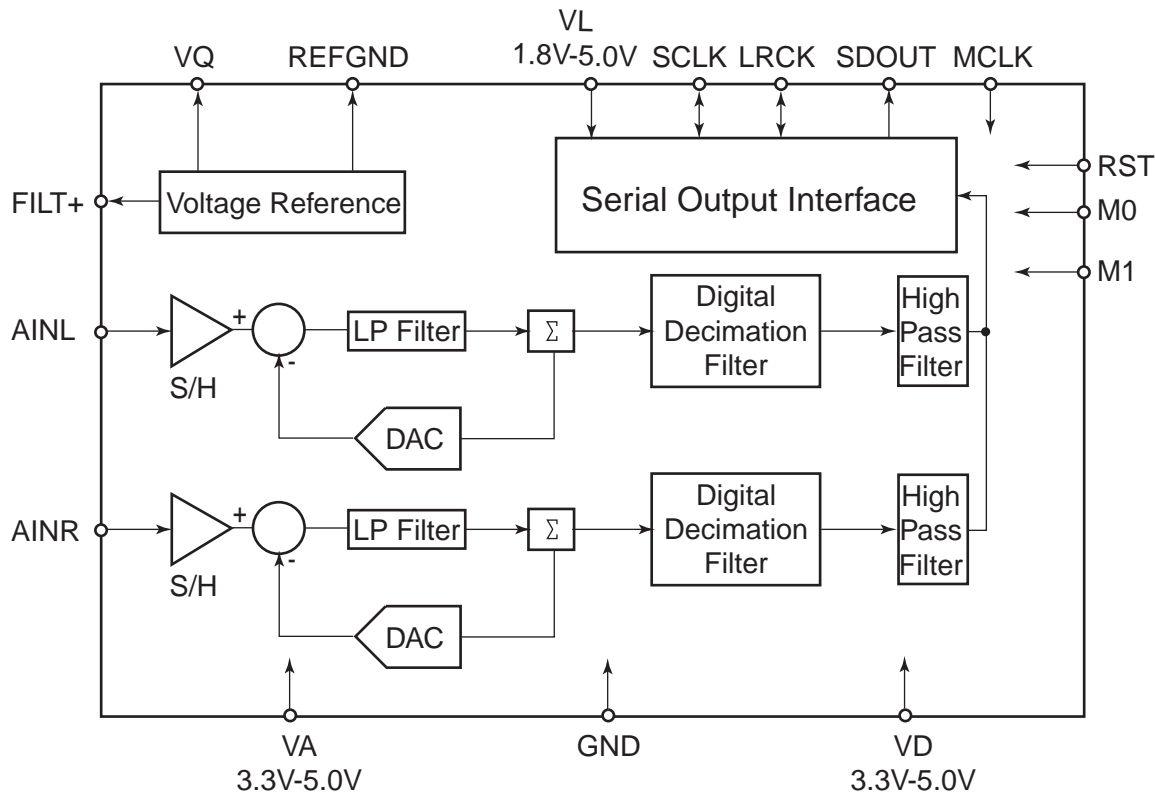 VL
VQ REFGND 1.8V-5.0V SCLK LRCK SDOUT MCLK
RST
FILT+ Voltage Reference Serial Output Interface M0
M1
Digital
Decimation
Filter
High
Pass
Filter
AINL + LP Filter Σ
-
S/H
DAC
Digital
Decimation
Filter
High
Pass
Filter
AINR + LP Filter Σ
-
S/H
DAC
VA GND VD
3.3V-5.0V 3.3V-5.0V